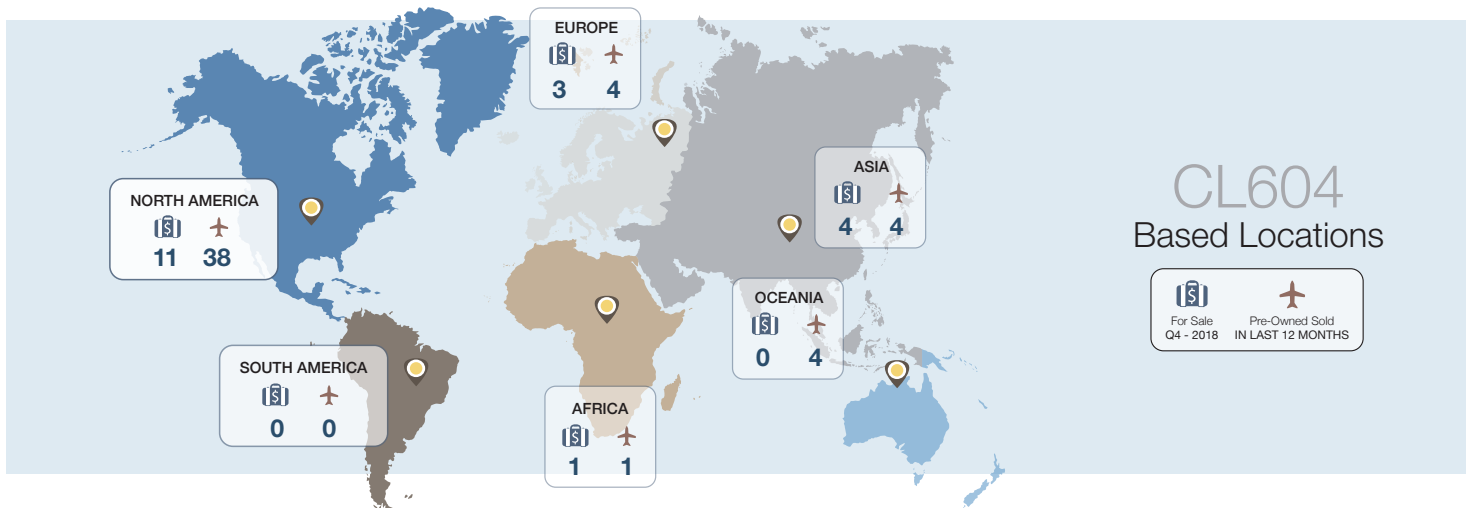 EUROPE
3 4
NORTH AMERICA
11 38
ASIA
4 4
OCEANIA
0 4
SOUTH AMERICA
0 0
AFRICA
1 1
CL604
Based Locations
For Sale
Q4 - 2018
Pre-Owned Sold
IN LAST 12 MONTHS